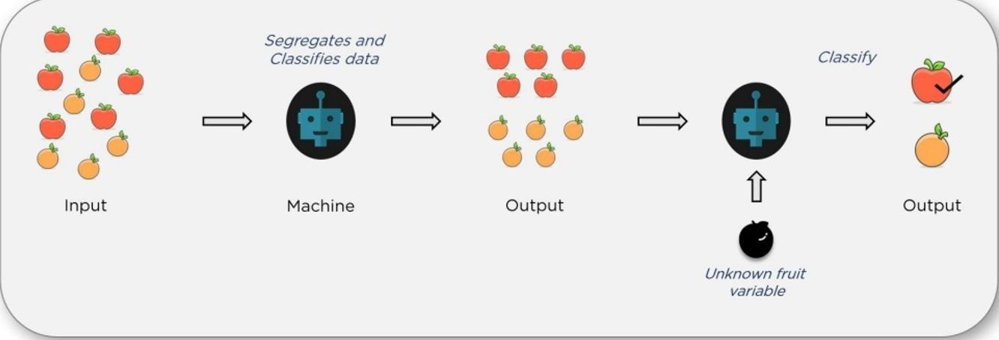 Segregates and
Classifies data
Classify
Input
Machine
Output
Output
Unknown fruit
variable